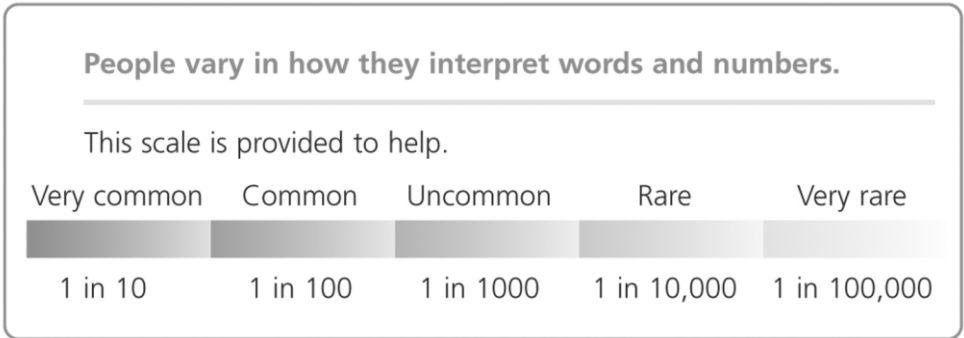 People vary in how they interpret words and numbers.
This scale is provided to help.
Very common Common Uncommon Rare Very rare
1 in 10 1 in 100 1 in 1000 1 in 10,000 1 in 100,000